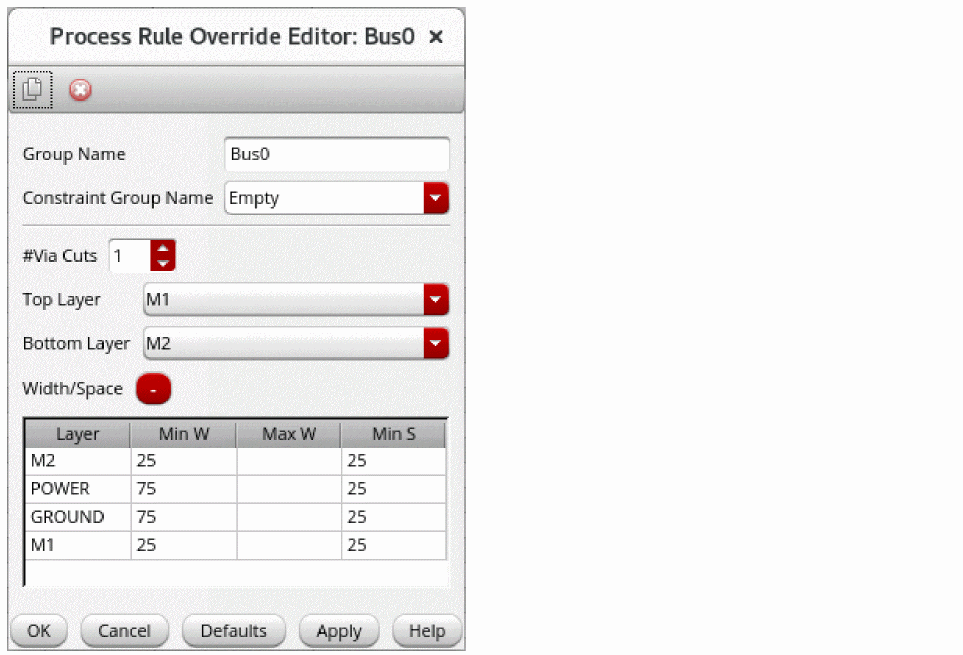 Process Rule Override Editor: Bus0 ×
Group Name Bus0
Constraint Group Name Empty
#Via Cuts 1
Top Layer M1
Bottom Layer M2
Width/Space -
Layer Min W Max W Min S
M2 25 25
POWER 75 25
GROUND 75 25
M1 25 25
OK Cancel Defaults Apply Help